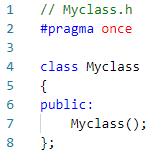 1 // Myclass.h
2 #pragma once
3
4 class Myclass
5 {
6 public:
7     Myclass();
8 };